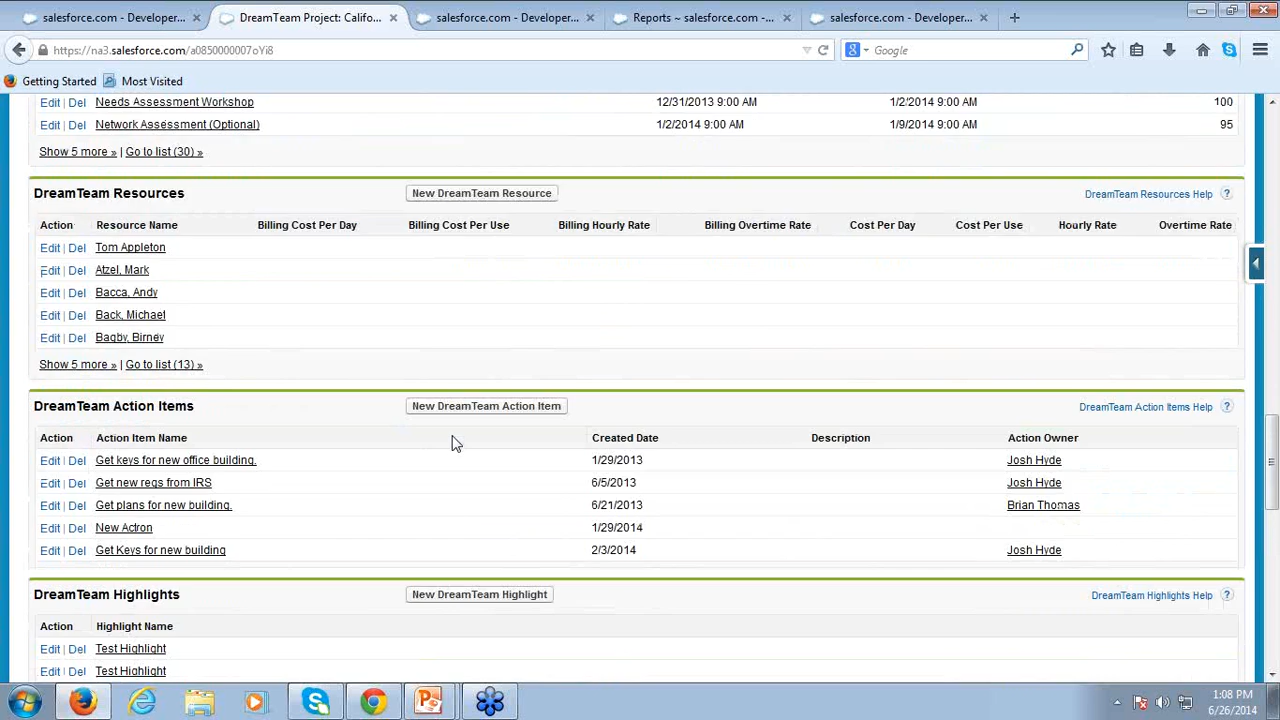 salesforce.com - Developer...
DreamTeam Project: Califo...
salesforce.com - Developer...
Reports ~ salesforce.com -...
salesforce.com - Developer...
https://na3.salesforce.com/a0850000007oYi8
Google
Getting Started Most Visited
Edit | Del Needs Assessment Workshop 12/31/2013 9:00 AM 1/2/2014 9:00 AM 100
Edit | Del Network Assessment (Optional) 1/2/2014 9:00 AM 1/9/2014 9:00 AM 95
Show 5 more » | Go to list (30) »
DreamTeam Resources New DreamTeam Resource DreamTeam Resources Help ?
Action Resource Name Billing Cost Per Day Billing Cost Per Use Billing Hourly Rate Billing Overtime Rate Cost Per Day Cost Per Use Hourly Rate Overtime Rate
Edit | Del Tom Appleton
Edit | Del Atzel, Mark
Edit | Del Bacca, Andy
Edit | Del Back, Michael
Edit | Del Bagby, Birney
Show 5 more » | Go to list (13) »
DreamTeam Action Items New DreamTeam Action Item DreamTeam Action Items Help ?
Action Action Item Name Created Date Description Action Owner
Edit | Del Get keys for new office building. 1/29/2013 Josh Hyde
Edit | Del Get new regs from IRS 6/5/2013 Josh Hyde
Edit | Del Get plans for new building. 6/21/2013 Brian Thomas
Edit | Del New Actron 1/29/2014
Edit | Del Get Keys for new building 2/3/2014 Josh Hyde
DreamTeam Highlights New DreamTeam Highlight DreamTeam Highlights Help ?
Action Highlight Name
Edit | Del Test Highlight
Edit | Del Test Highlight
1:08 PM
6/26/2014